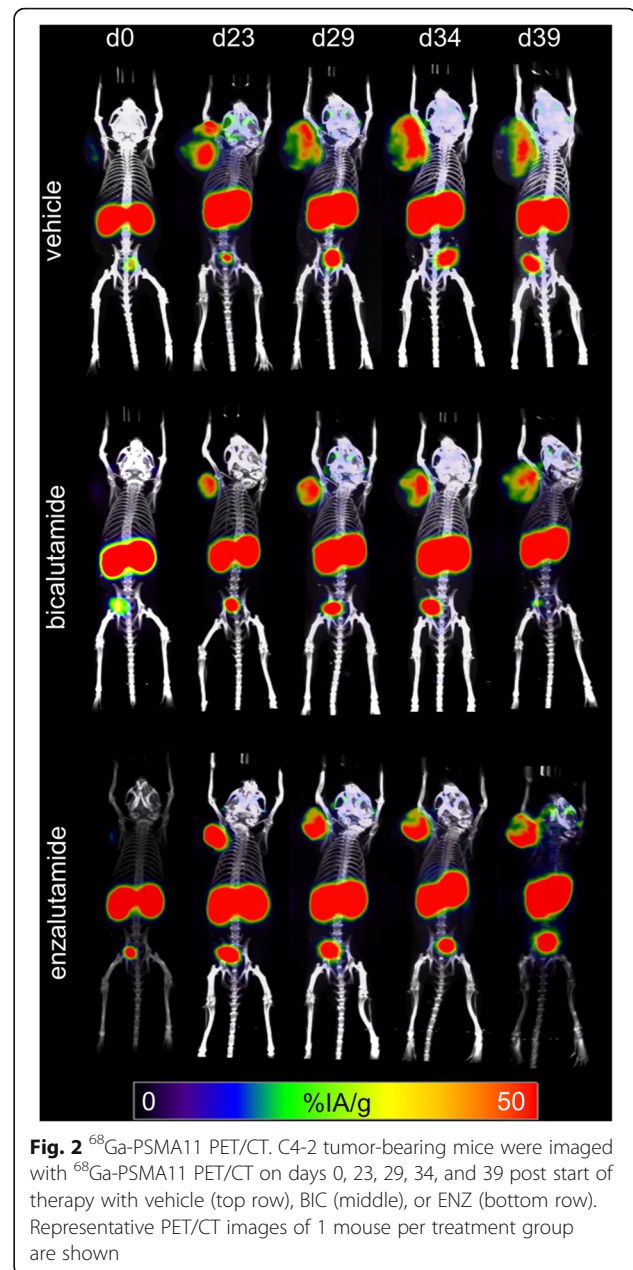 d0 d23 d29 d34 d39
vehicle
bicalutamide
enzalutamide
0 %IA/g 50
Fig. 2 ⁶⁸Ga-PSMA11 PET/CT. C4-2 tumor-bearing mice were imaged
with ⁶⁸Ga-PSMA11 PET/CT on days 0, 23, 29, 34, and 39 post start of
therapy with vehicle (top row), BIC (middle), or ENZ (bottom row).
Representative PET/CT images of 1 mouse per treatment group
are shown